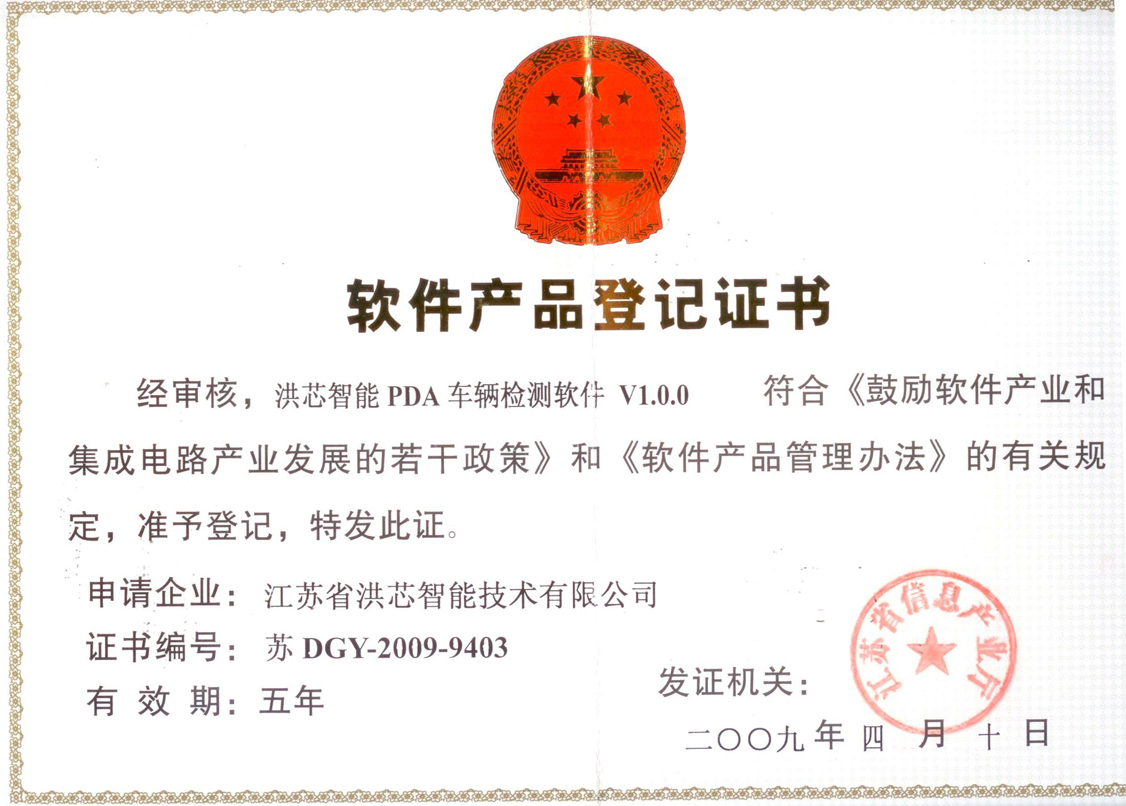 软件产品登记证书
经审核，洪芯智能 PDA 车辆检测软件 V1.0.0 符合《鼓励软件产业和
集成电路产业发展的若干政策》和《软件产品管理办法》的有关规
定，准予登记，特发此证。
申请企业：江苏省洪芯智能技术有限公司
证书编号：苏 DGY-2009-9403
有 效 期：五年
发证机关：
江苏省信息产业厅
二〇〇九 年 四 月 十 日